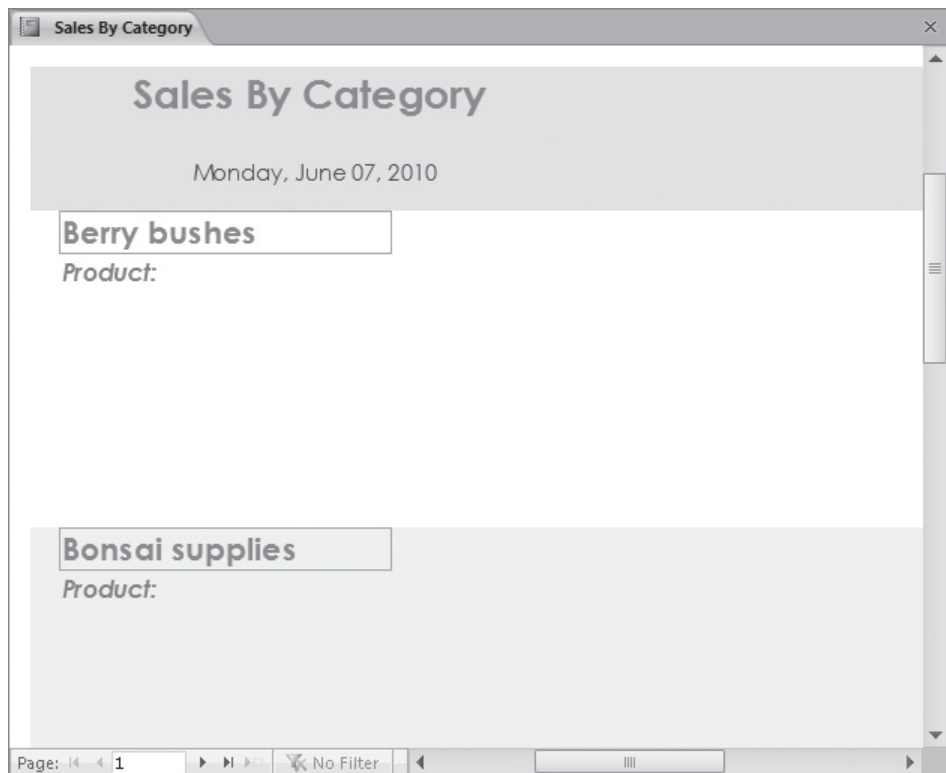 Sales By Category
Sales By Category
Monday, June 07, 2010
Berry bushes
Product:
Bonsai supplies
Product:
Page: 1 No Filter